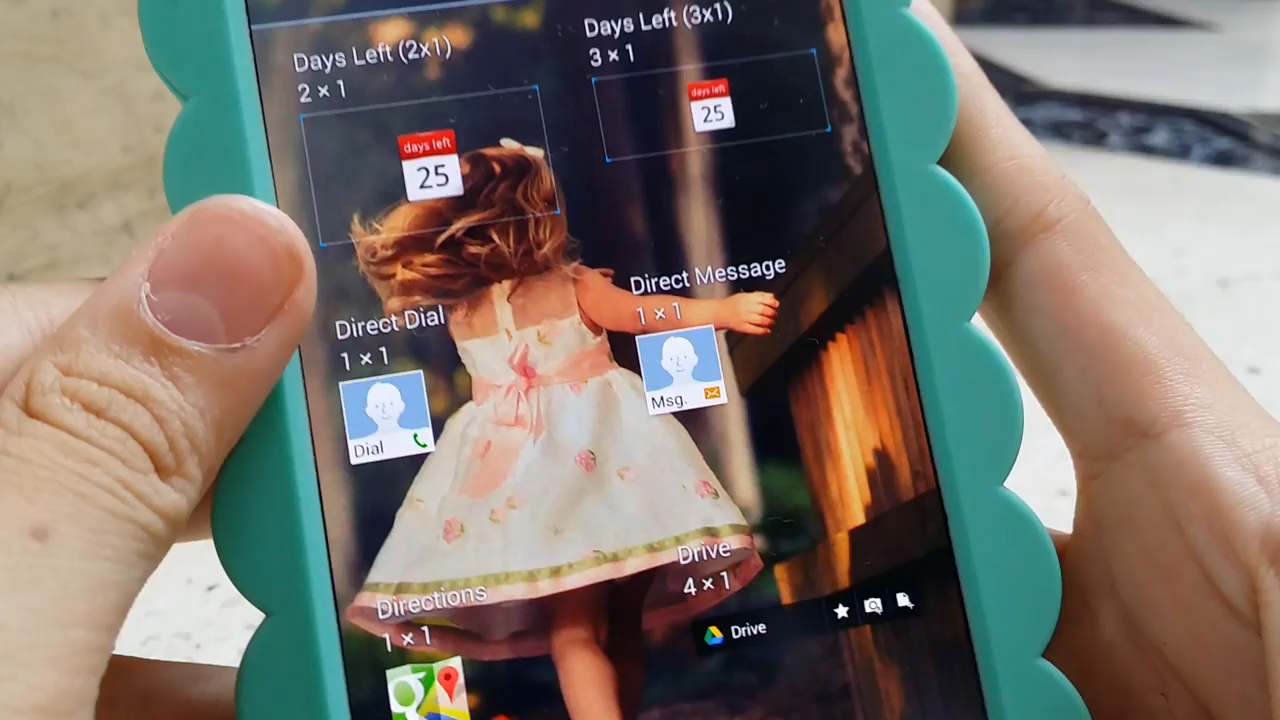 Days Left (2x1)
2 × 1
days left
25
Days Left (3x1)
3 × 1
days left
25
Direct Dial
1 × 1
Dial
Direct Message
1 × 1
Msg.
Directions
1 × 1
g
Drive
4 × 1
Drive